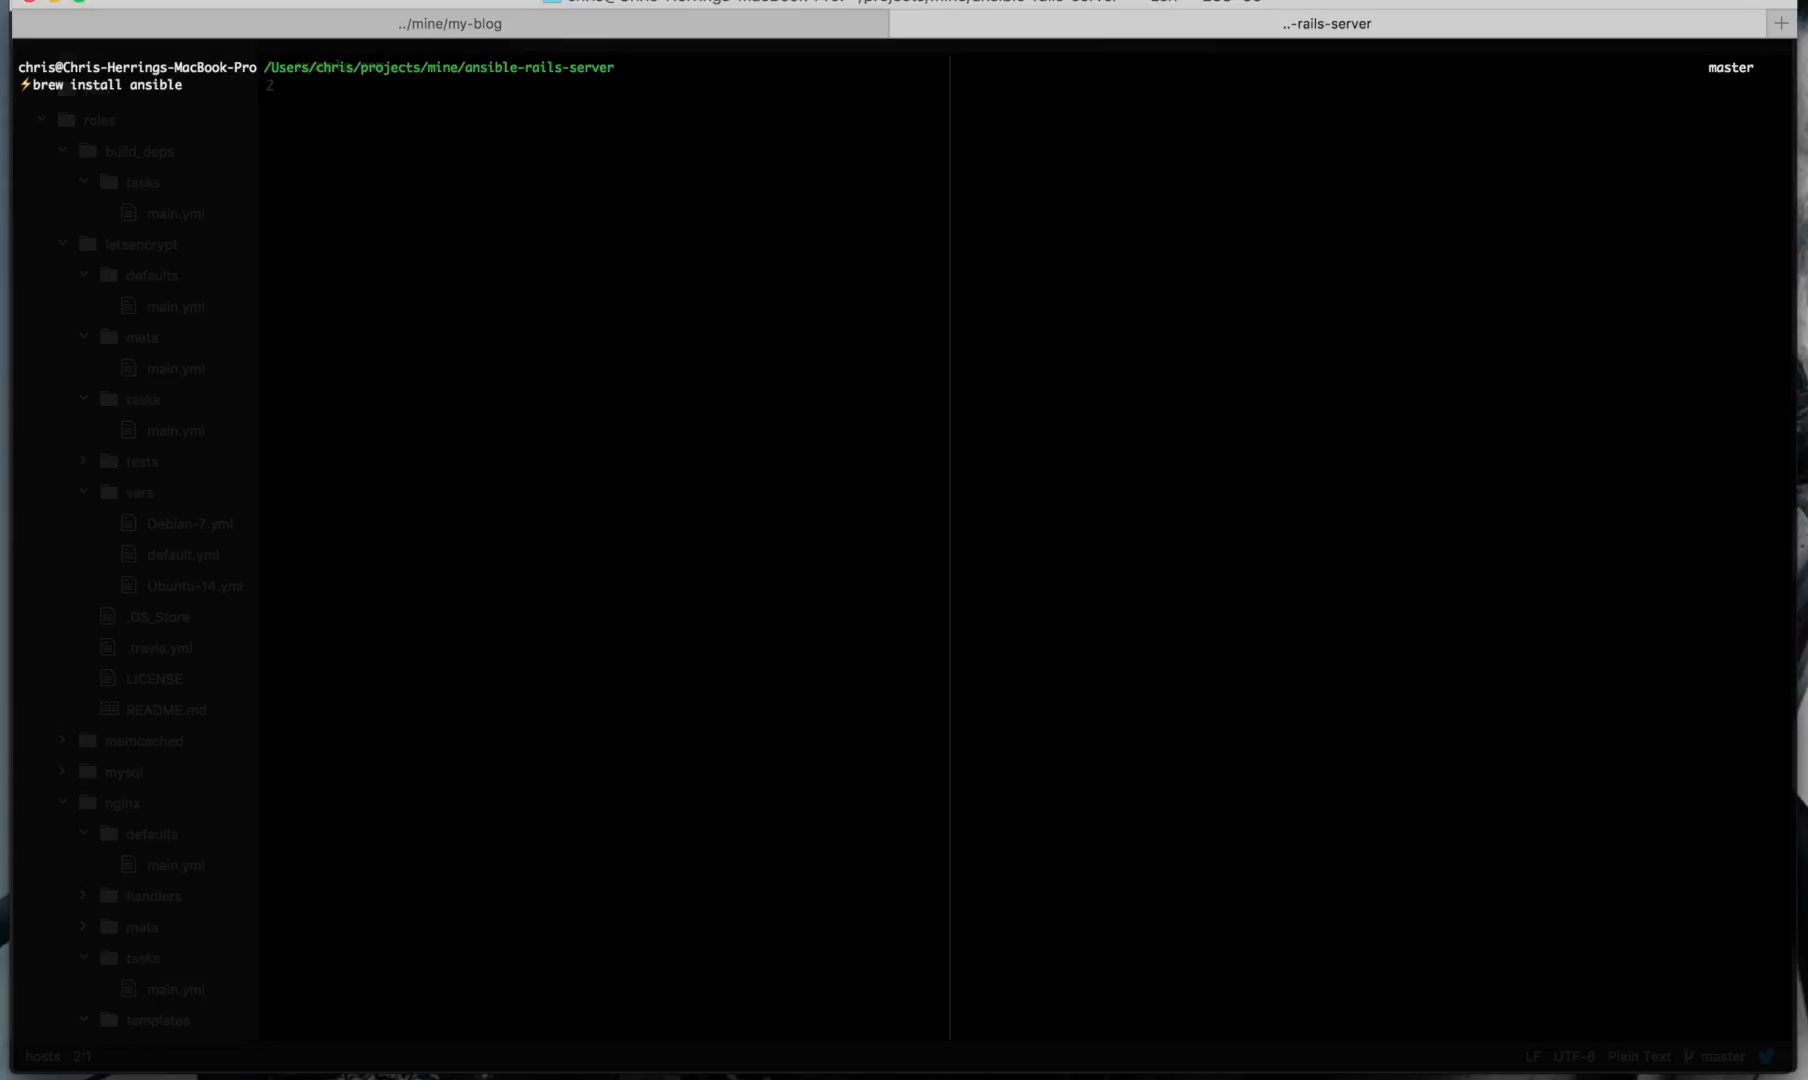 ../mine/my-blog
..-rails-server
chris@Chris-Herrings-MacBook-Pro /Users/chris/projects/mine/ansible-rails-server master
⚡brew install ansible
2
roles
build_deps
tasks
main.yml
letsencrypt
defaults
main.yml
meta
main.yml
tasks
main.yml
tests
vars
Debian-7.yml
default.yml
Ubuntu-14.yml
.DS_Store
.travis.yml
LICENSE
README.md
memcached
mysql
nginx
defaults
main.yml
handlers
meta
tasks
main.yml
templates
hosts 2:1 LF UTF-8 Plain Text master